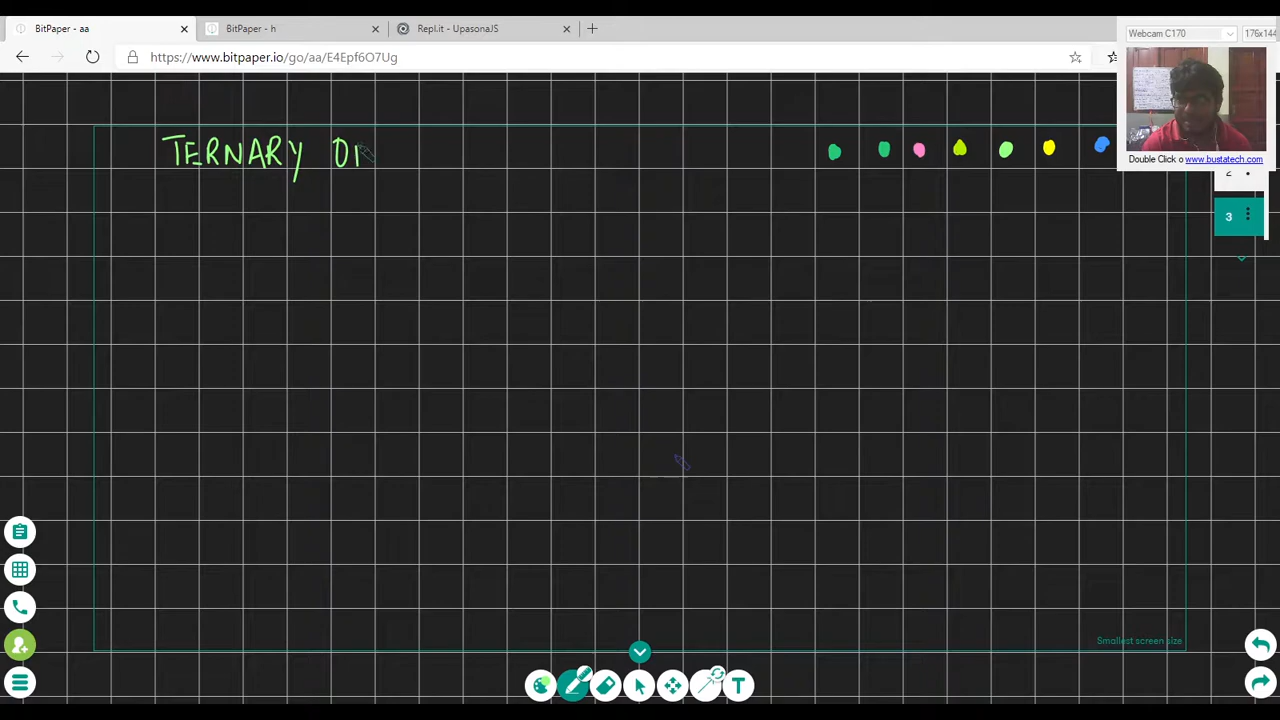 BitPaper - aa
BitPaper - h
Repl.it - UpasonaJS
https://www.bitpaper.io/go/aa/E4Epf6O7Ug
Webcam C170
176x144
Double Click o www.bustatech.com
TERNARY
2
3
Smallest screen size
T